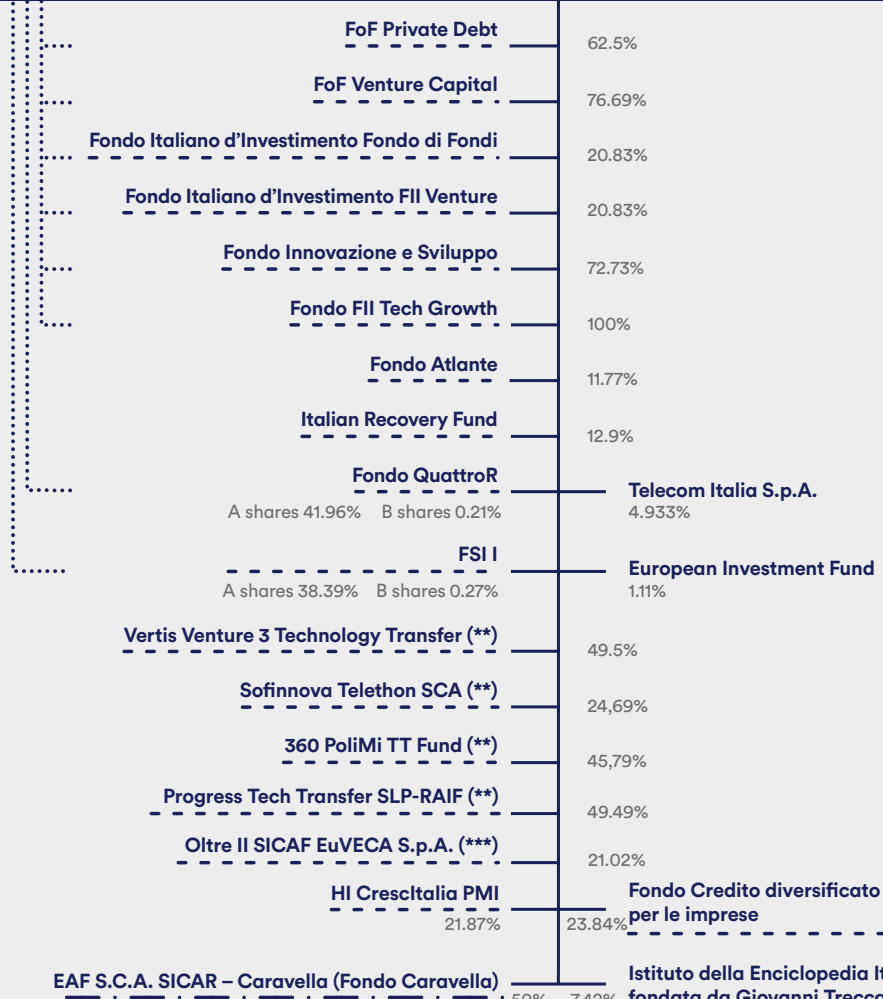 FoF Private Debt
62.5%
FoF Venture Capital
76.69%
Fondo Italiano d’Investimento Fondo di Fondi
20.83%
Fondo Italiano d’Investimento FII Venture
20.83%
Fondo Innovazione e Sviluppo
72.73%
Fondo FII Tech Growth
100%
Fondo Atlante
11.77%
Italian Recovery Fund
12.9%
Fondo QuattroR
A shares 41.96% B shares 0.21%
Telecom Italia S.p.A.
4.933%
FSI I
A shares 38.39% B shares 0.27%
European Investment Fund
1.11%
Vertis Venture 3 Technology Transfer (**)
49.5%
Sofinnova Telethon SCA (**)
24,69%
360 PoliMi TT Fund (**)
45,79%
Progress Tech Transfer SLP-RAIF (**)
49.49%
Oltre II SICAF EuVECA S.p.A. (***)
21.02%
HI CrescItalia PMI
21.87%
Fondo Credito diversificato
per le imprese
23.84%
EAF S.C.A. SICAR – Caravella (Fondo Caravella)
50%
Istituto della Enciclopedia
fondata da Giovanni
7.42%